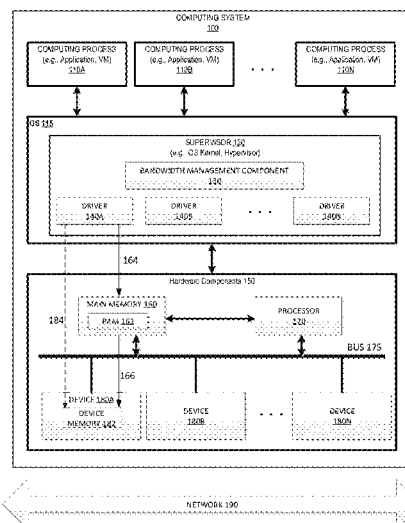 COMPUTING SYSTEM
100
COMPUTING PROCESS
(e.g., Application, VM)
110A
COMPUTING PROCESS
(e.g., Application, VM)
110B
. . .
COMPUTING PROCESS
(e.g., Application, VM)
110N
OS 115
SUPERVISOR 120
(e.g. OS Kernel, Hypervisor)
BANDWIDTH MANAGEMENT COMPONENT
130
DRIVER
140A
DRIVER
140B
. . .
DRIVER
140N
164
184
Hardware Components 150
MAIN MEMORY 160
RAM 162
PROCESSOR
170
BUS 175
166
DEVICE 180A
DEVICE
MEMORY 182
DEVICE
180B
. . .
DEVICE
180N
NETWORK 190